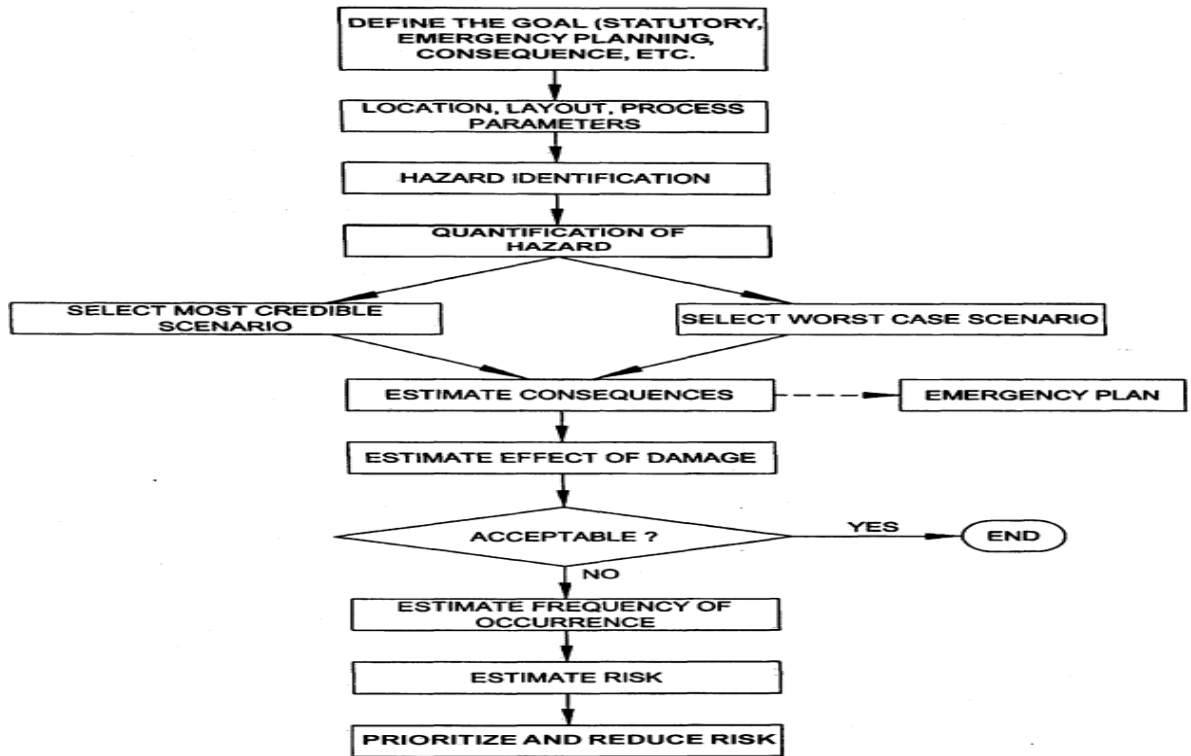 DEFINE THE GOAL (STATUTORY,
EMERGENCY PLANNING,
CONSEQUENCE, ETC.
LOCATION, LAYOUT, PROCESS
PARAMETERS
HAZARD IDENTIFICATION
QUANTIFICATION OF
HAZARD
SELECT MOST CREDIBLE
SCENARIO
SELECT WORST CASE SCENARIO
ESTIMATE CONSEQUENCES
EMERGENCY PLAN
ESTIMATE EFFECT OF DAMAGE
ACCEPTABLE ?
YES
END
NO
ESTIMATE FREQUENCY OF
OCCURRENCE
ESTIMATE RISK
PRIORITIZE AND REDUCE RISK